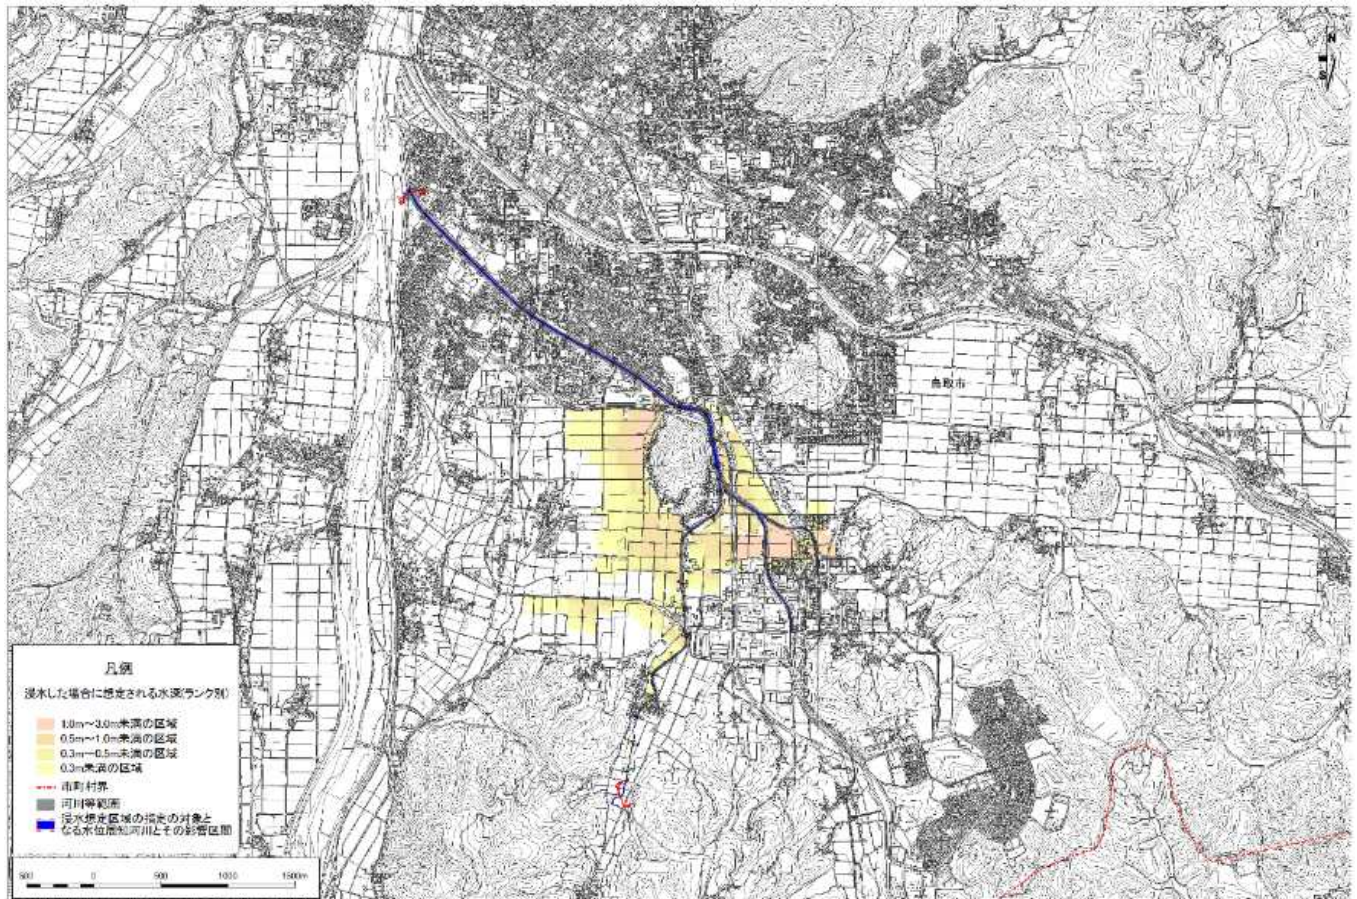 N
S
鳥取市
凡例
浸水した場合に想定される水深(ランク別)
1.0m～3.0m未満の区域
0.5m～1.0m未満の区域
0.3m～0.5m未満の区域
0.3m未満の区域
市町村界
河川等範囲
浸水想定区域の指定の対象と
なる水位周知河川とその影響区間
500 0 500 1000 1500m